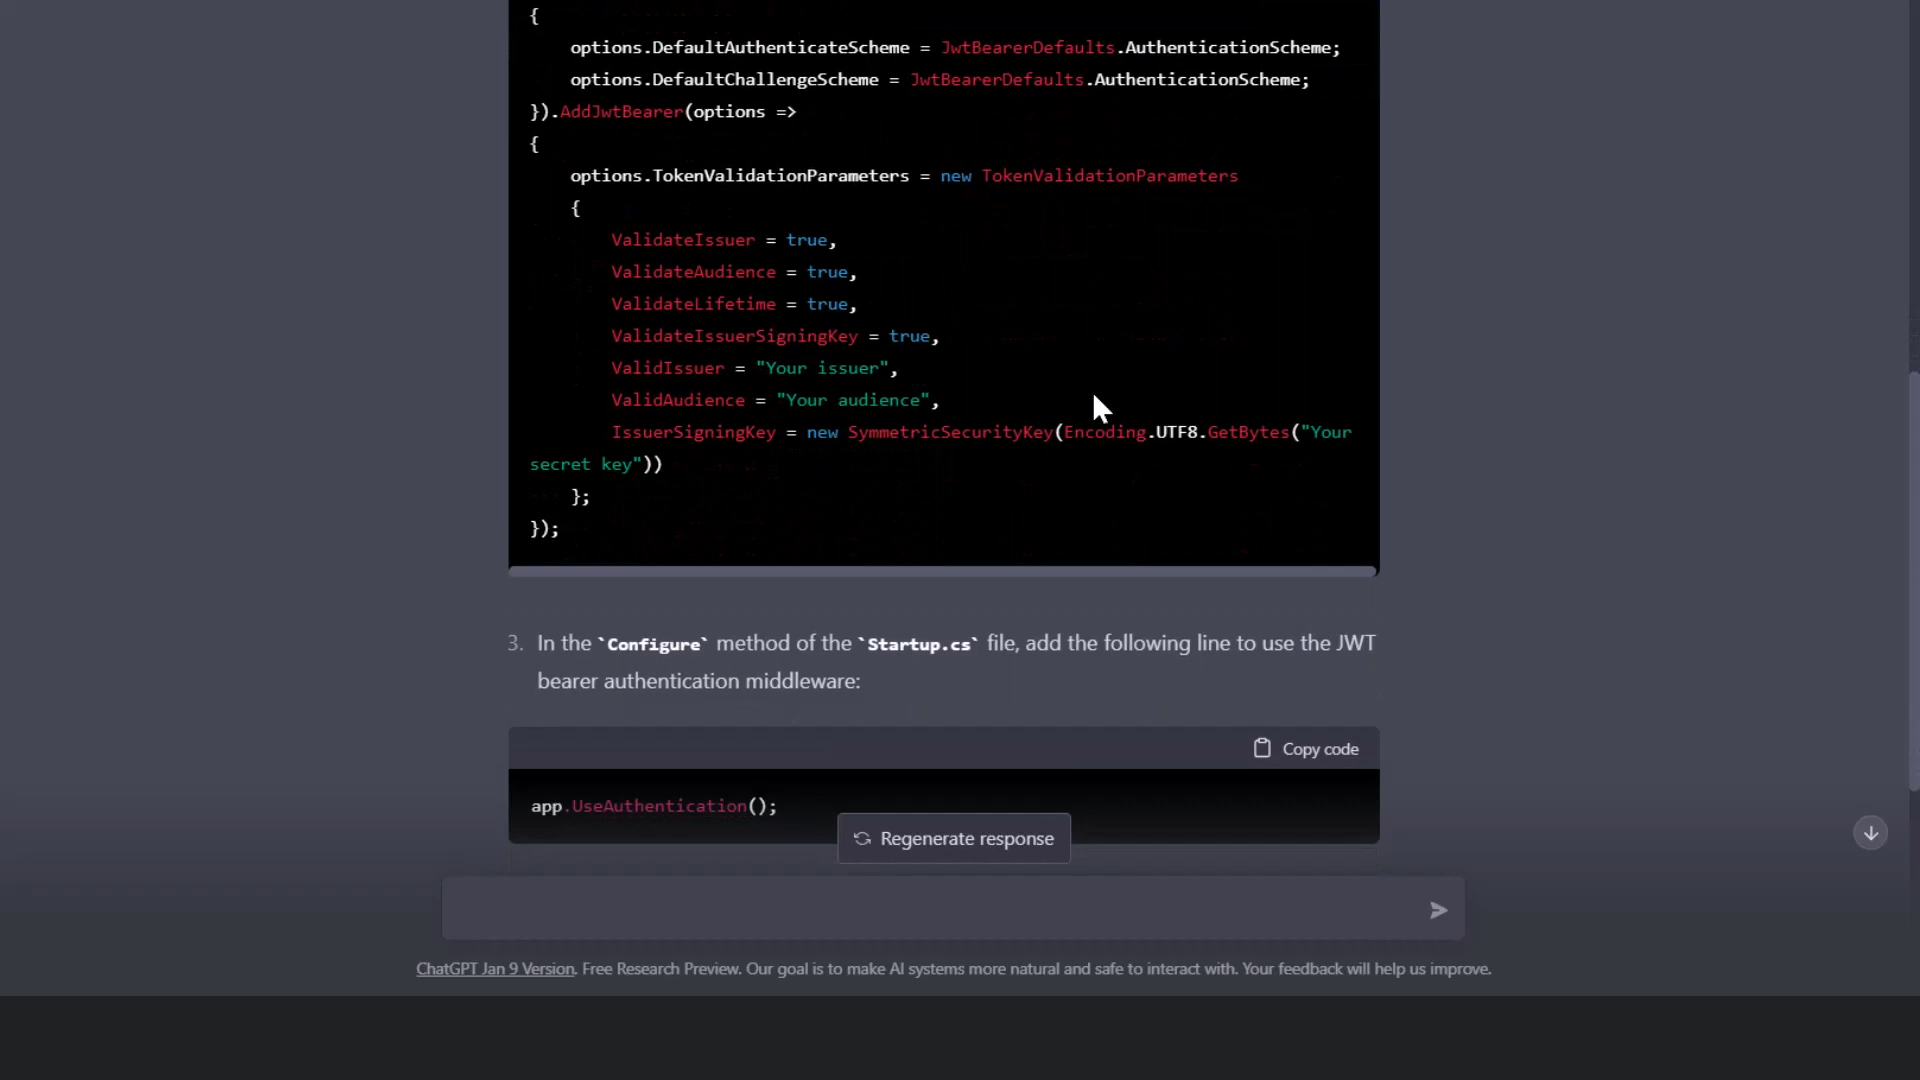 {
options.DefaultAuthenticateScheme = JwtBearerDefaults.AuthenticationScheme;
options.DefaultChallengeScheme = JwtBearerDefaults.AuthenticationScheme;
}).AddJwtBearer(options =>
{
options.TokenValidationParameters = new TokenValidationParameters
{
ValidateIssuer = true,
ValidateAudience = true,
ValidateLifetime = true,
ValidateIssuerSigningKey = true,
ValidIssuer = "Your issuer",
ValidAudience = "Your audience",
IssuerSigningKey = new SymmetricSecurityKey(Encoding.UTF8.GetBytes("Your
secret key"))
};
});
3. In the `Configure` method of the `Startup.cs` file, add the following line to use the JWT
bearer authentication middleware:
Copy code
app.UseAuthentication();
Regenerate response
ChatGPT Jan 9 Version. Free Research Preview. Our goal is to make AI systems more natural and safe to interact with. Your feedback will help us improve.